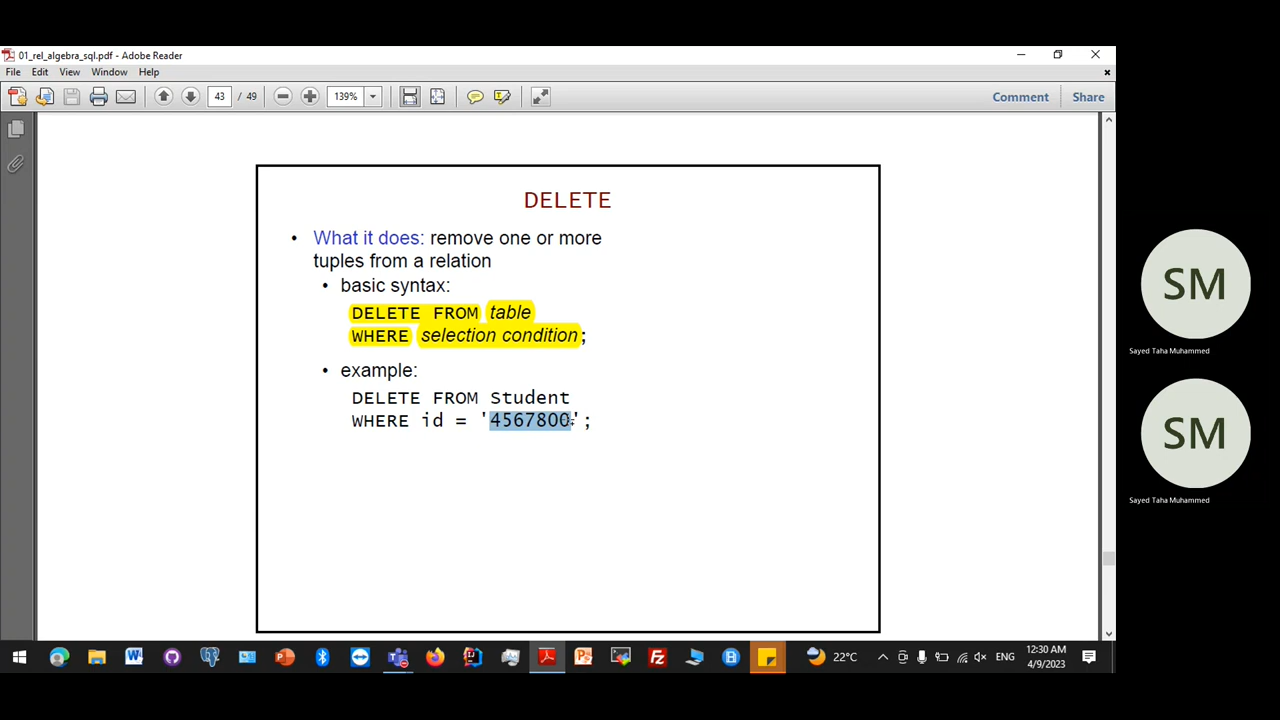 01_rel_algebra_sql.pdf - Adobe Reader
File Edit View Window Help
43 / 49
139%
Comment Share
DELETE
• What it does: remove one or more
tuples from a relation
• basic syntax:
DELETE FROM table
WHERE selection condition;
• example:
DELETE FROM Student
WHERE id = '4567800';
SM
Sayed Taha Muhammed
SM
Sayed Taha Muhammed
22°C
ENG
12:30 AM
4/9/2023